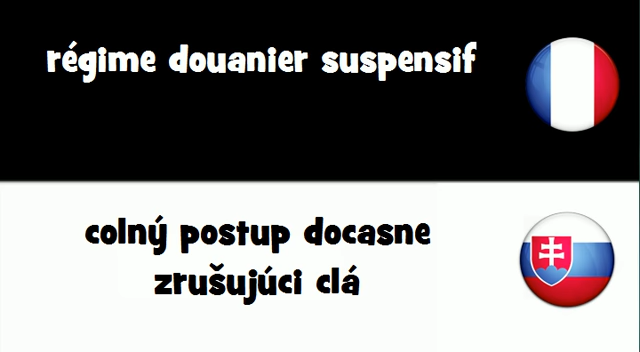 régime douanier suspensif
colný postup docasne
zrušujúci clá